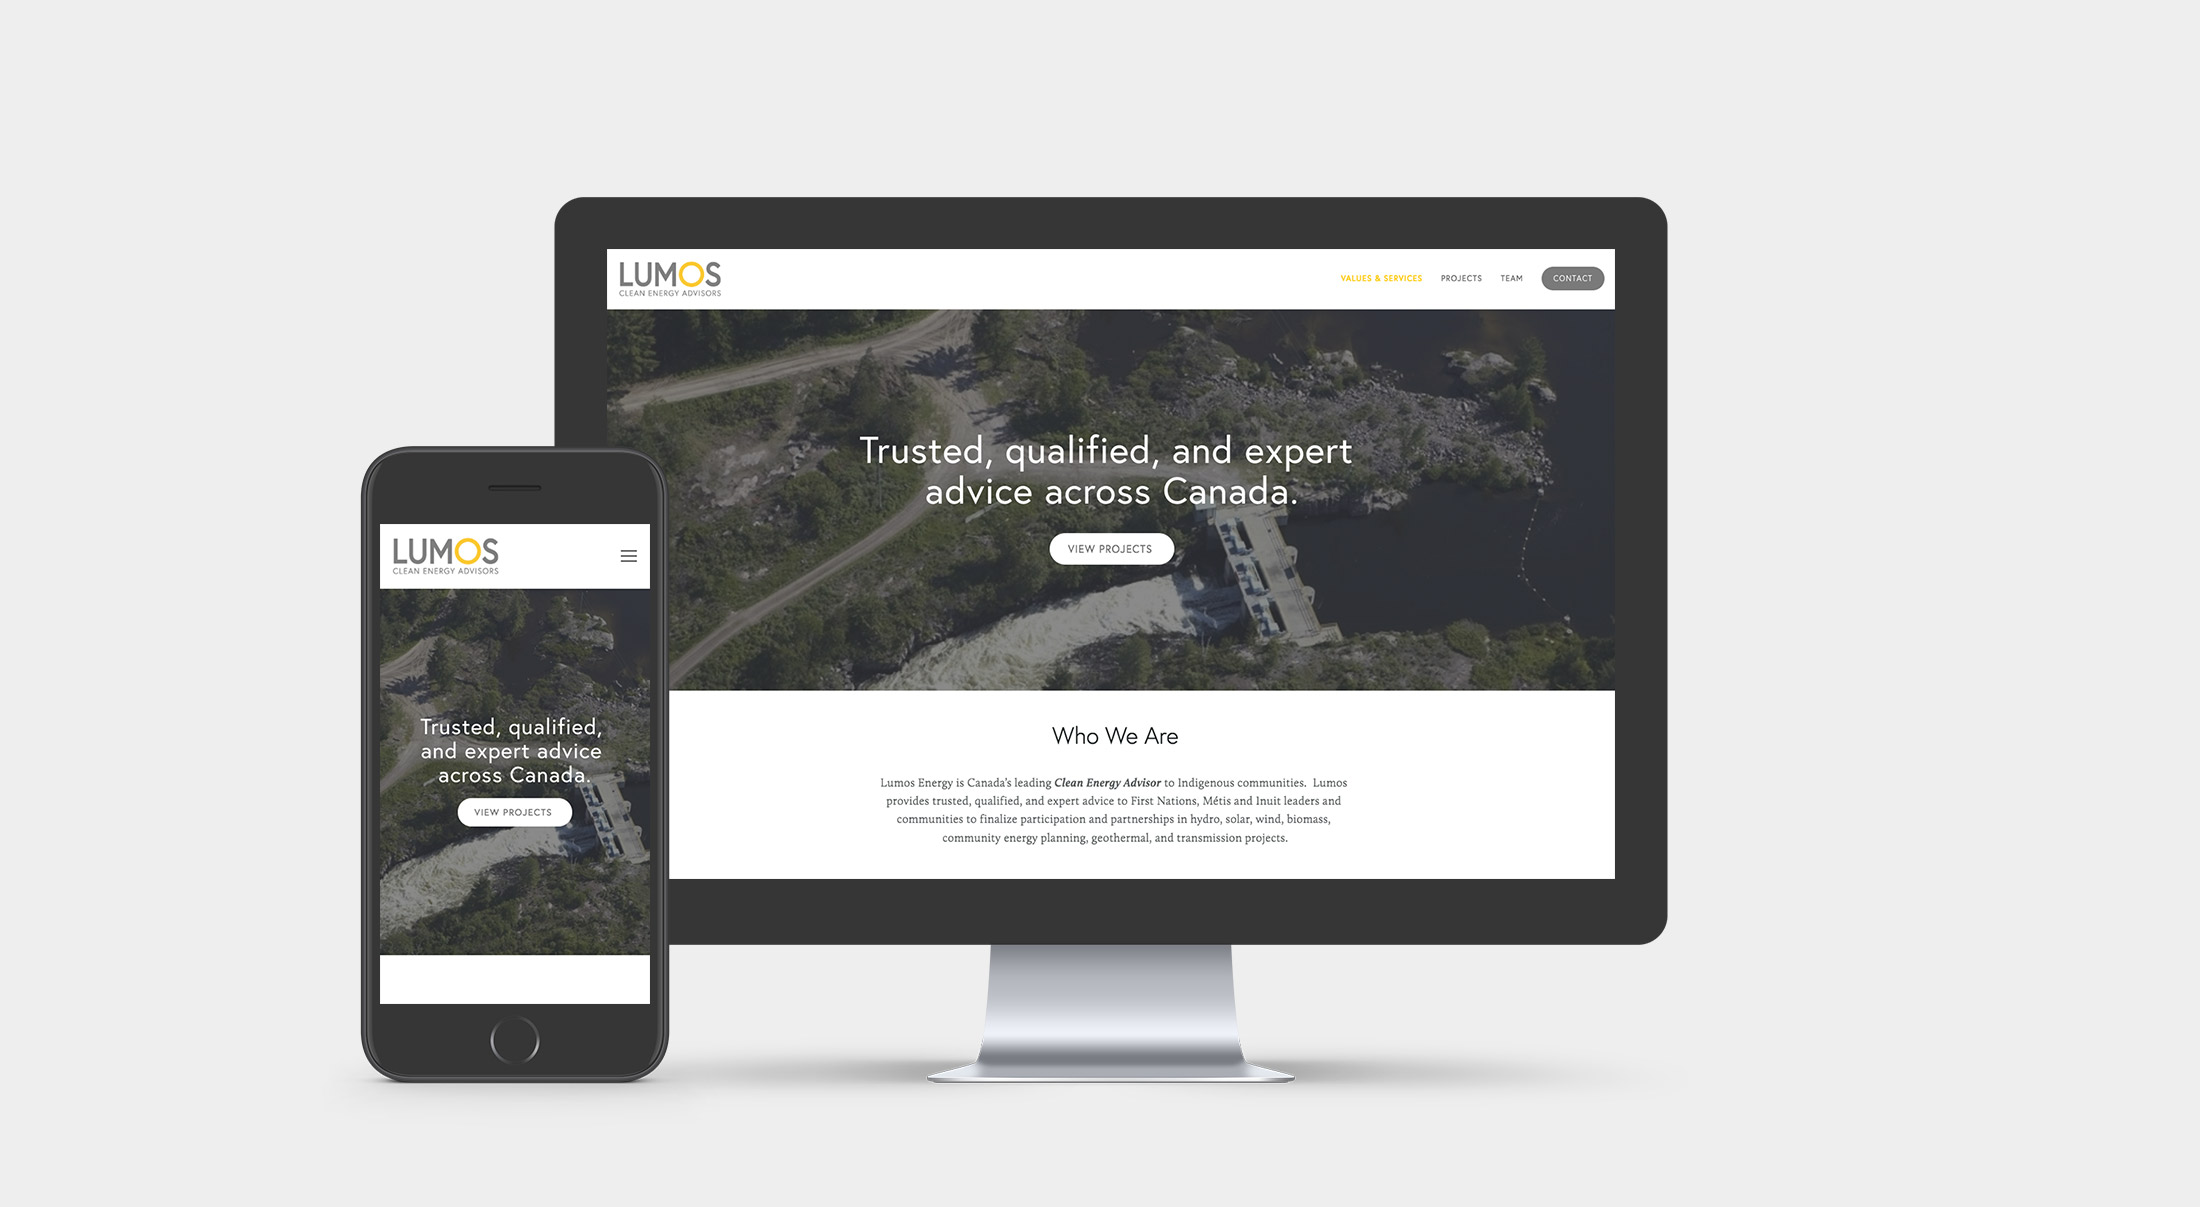 LUMOS
CLEAN ENERGY ADVISORS
VALUES & SERVICES PROJECTS TEAM CONTACT
Trusted, qualified, and expert
advice across Canada.
VIEW PROJECTS
Who We Are
Lumos Energy is Canada's leading Clean Energy Advisor to Indigenous communities. Lumos
provides trusted, qualified, and expert advice to First Nations, Métis and Inuit leaders and
communities to finalize participation and partnerships in hydro, solar, wind, biomass,
community energy planning, geothermal, and transmission projects.
LUMOS
CLEAN ENERGY ADVISORS
Trusted, qualified,
and expert advice
across Canada.
VIEW PROJECTS